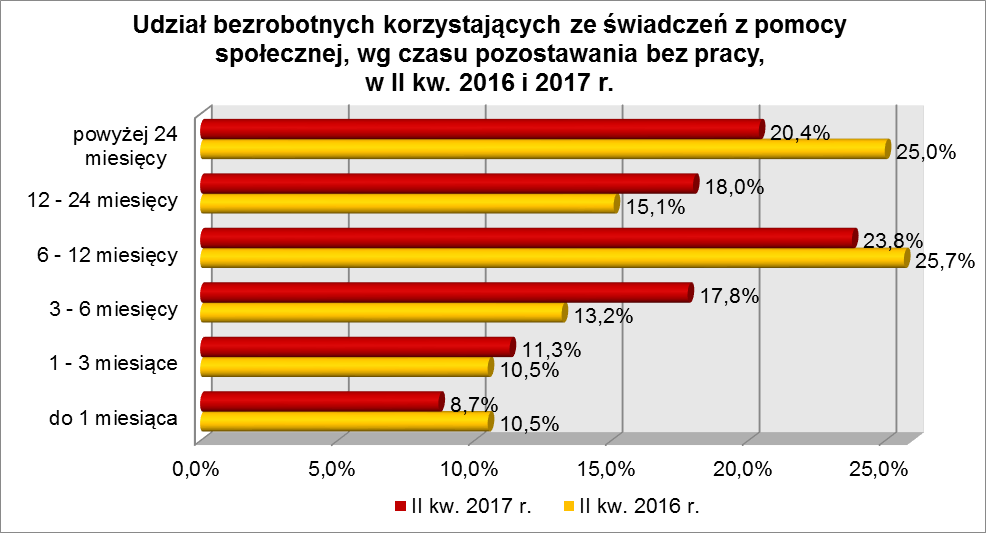 Udział bezrobotnych korzystających ze świadczeń z pomocy
społecznej, wg czasu pozostawania bez pracy,
w II kw. 2016 i 2017 r.
powyżej 24
miesięcy
20,4%
25,0%
12 - 24 miesięcy
18,0%
15,1%
6 - 12 miesięcy
23,8%
25,7%
3 - 6 miesięcy
17,8%
13,2%
1 - 3 miesiące
11,3%
10,5%
do 1 miesiąca
8,7%
10,5%
0,0% 5,0% 10,0% 15,0% 20,0% 25,0%
II kw. 2017 r. II kw. 2016 r.